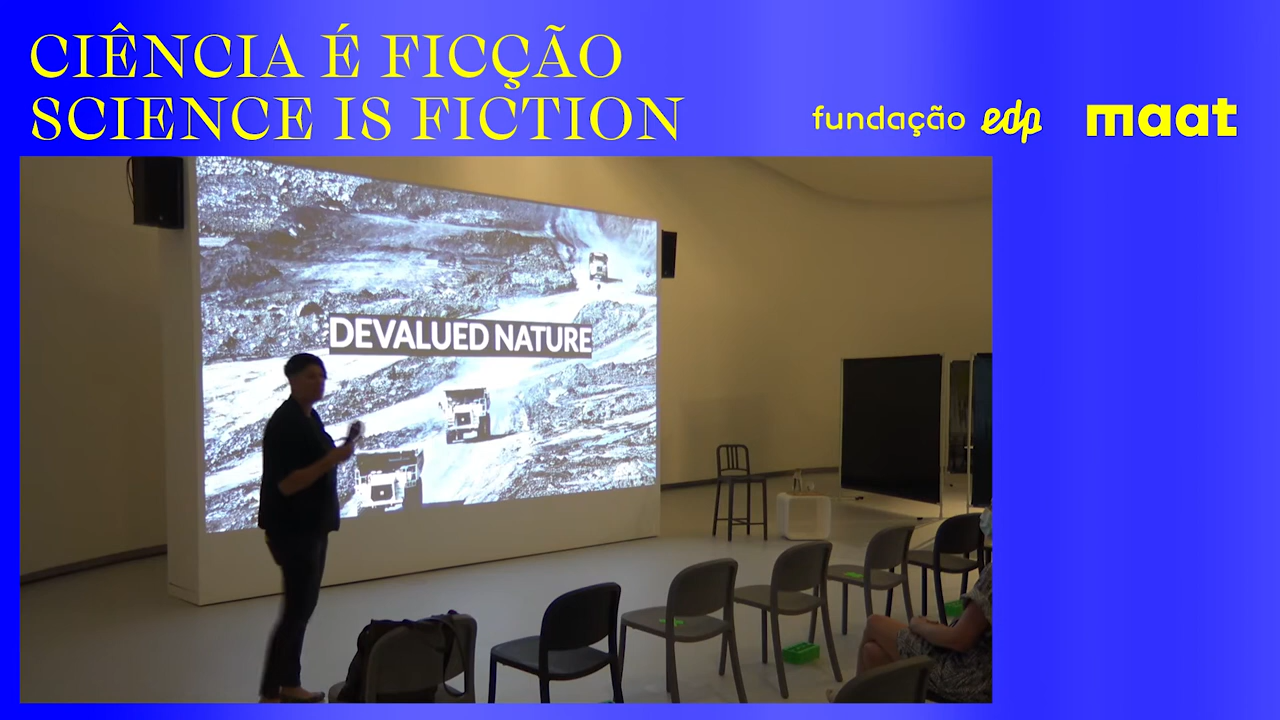 CIÊNCIA É FICÇÃO
SCIENCE IS FICTION
fundação edp
maat
DEVALUED NATURE